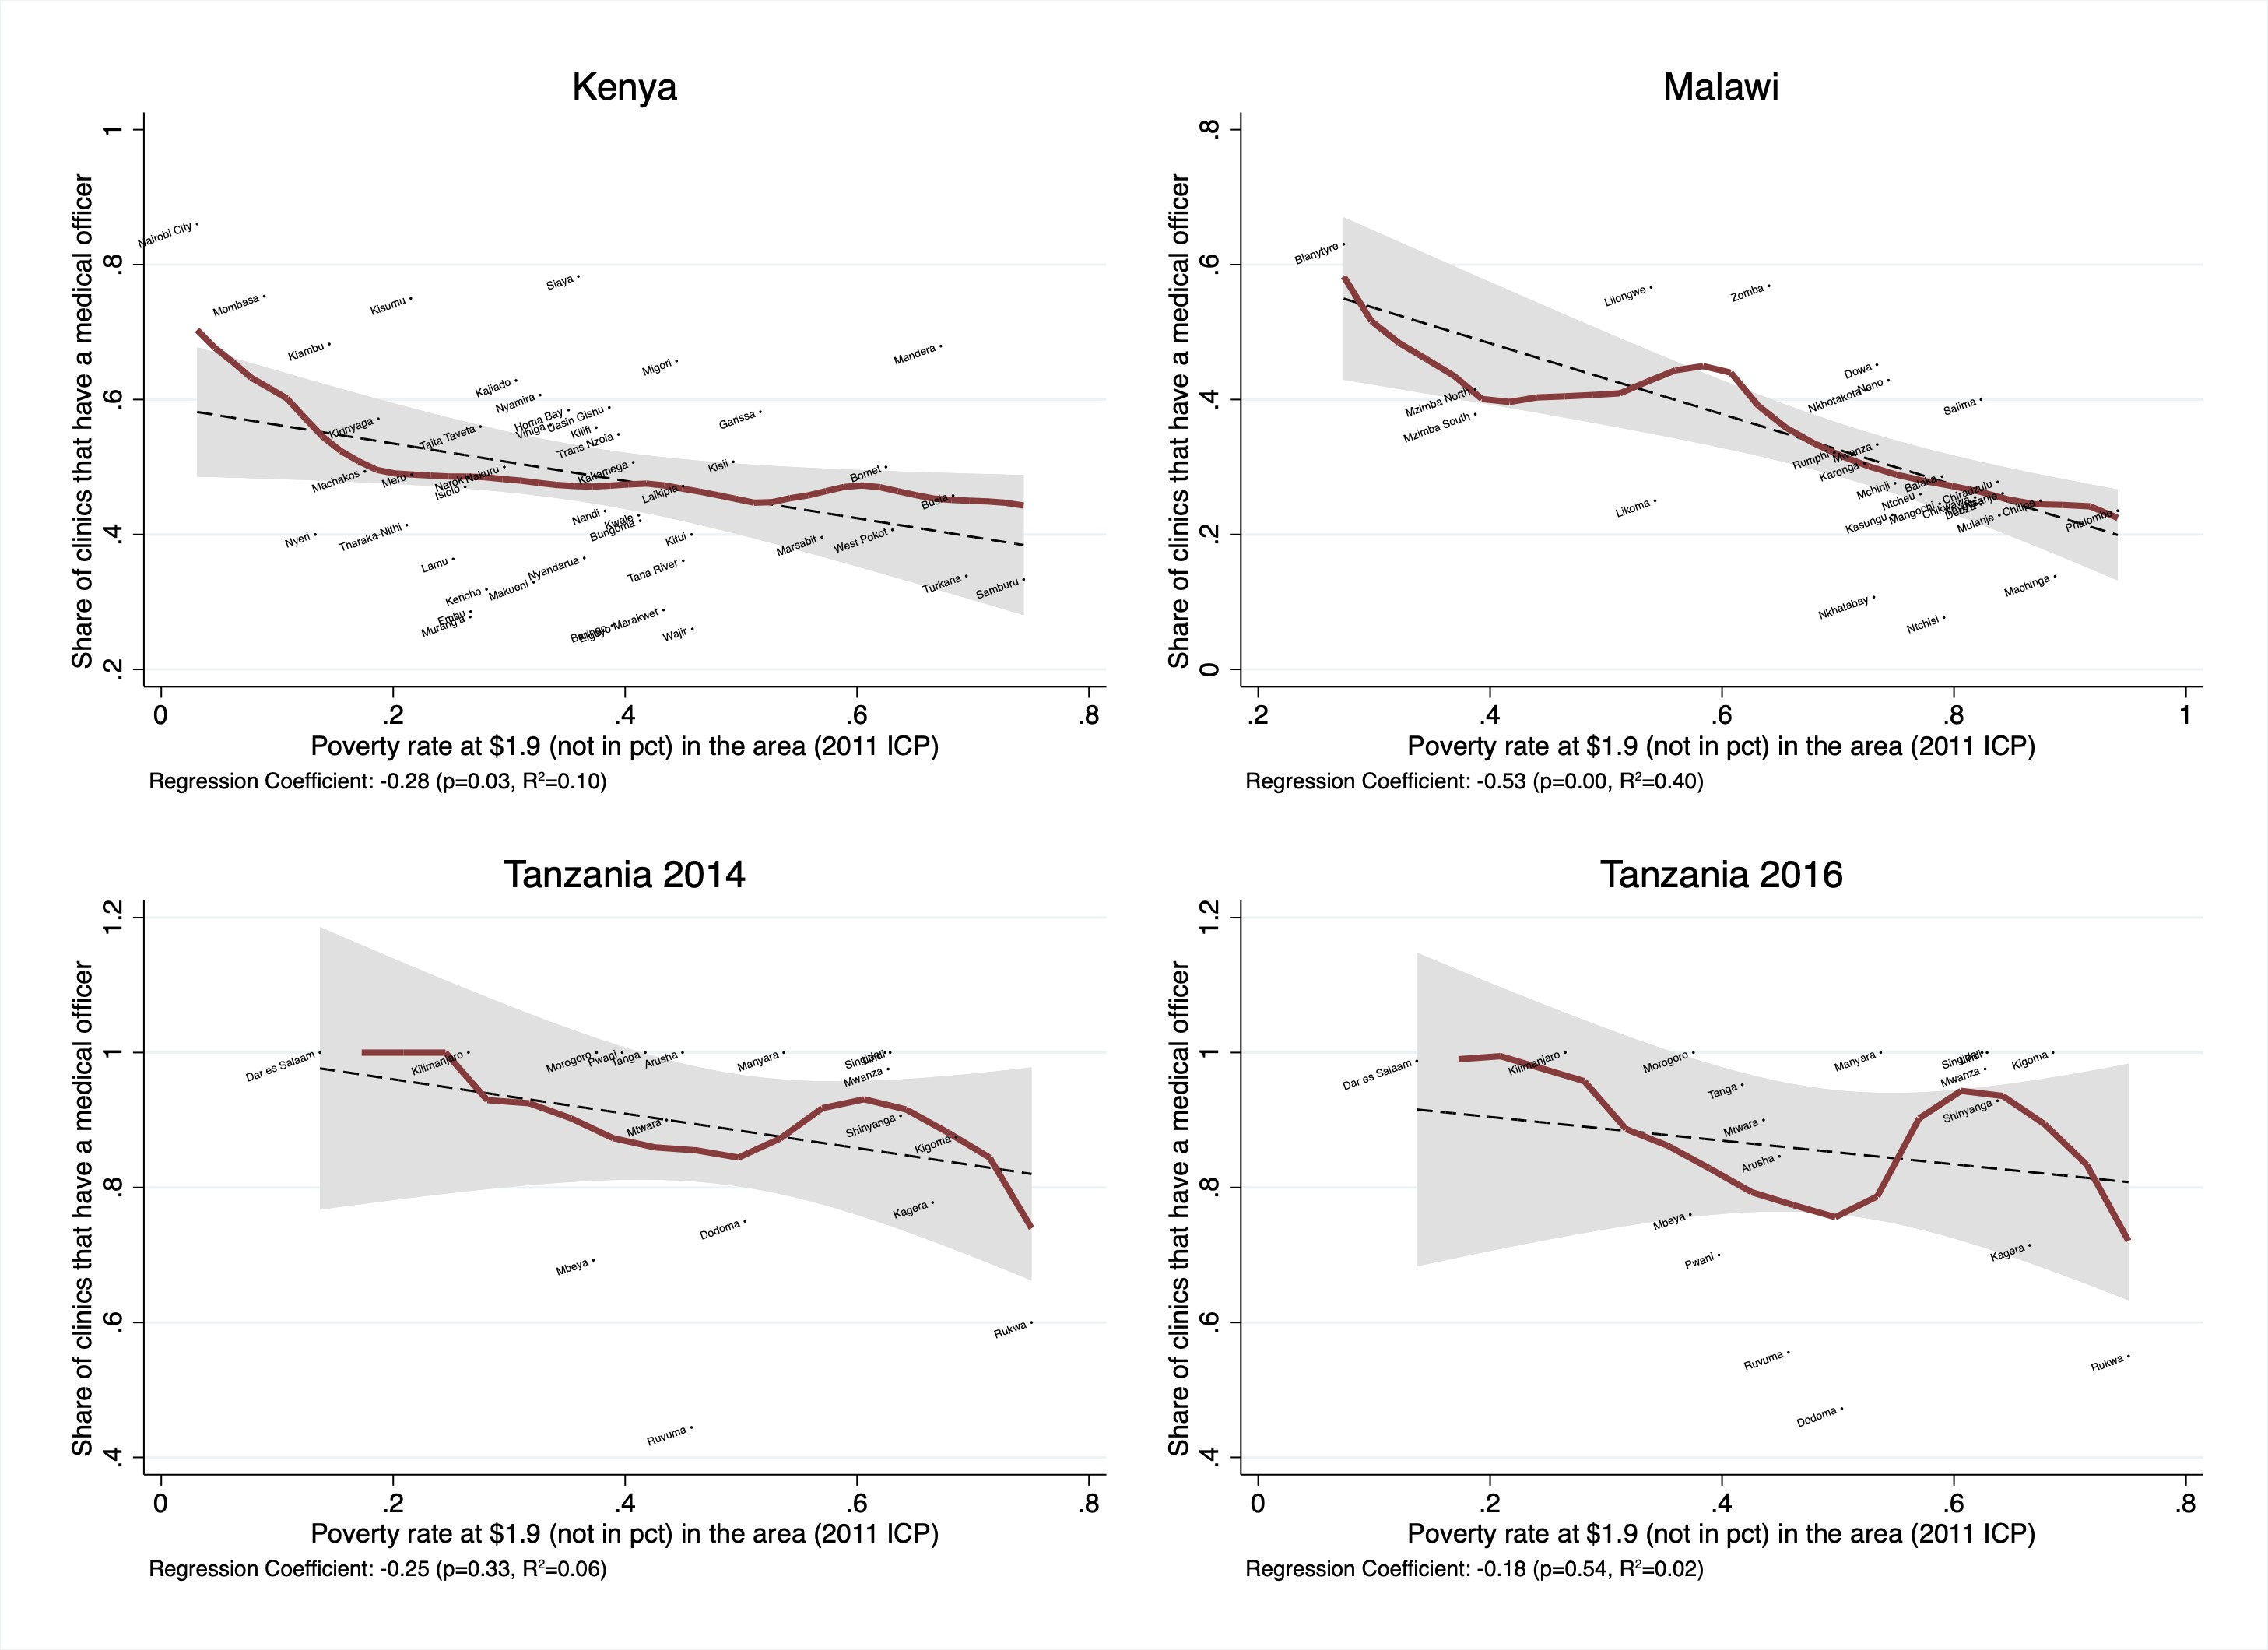 Kenya
Share of clinics that have a medical officer
1
.8
.6
.4
.2
Nairobi City
Mombasa
Kisumu
Siaya
Kiambu
Migori
Mandera
Kajiado
Nyamira
Homa Bay
Uasin Gishu
Kirinyaga
Taita Taveta
Kilifi
Trans Nzoia
Garissa
Machakos
Meru
Narok
Nakuru
Isiolo
Kakamega
Laikipia
Kisii
Bomet
Busia
Nyeri
Tharaka-Nithi
Nandi
Kwale
Bungoma
Kitui
Marsabit
West Pokot
Lamu
Nyandarua
Tana River
Kericho
Makueni
Turkana
Samburu
Embu
Murang'a
Baringo
Elgeyo Marakwet
Wajir
0 .2 .4 .6 .8
Poverty rate at $1.9 (not in pct) in the area (2011 ICP)
Regression Coefficient: -0.28 (p=0.03, R²=0.10)
Malawi
Share of clinics that have a medical officer
.8
.6
.4
.2
0
Blanytyre
Lilongwe
Zomba
Mzimba North
Mzimba South
Dowa
Neno
Nkhotakota
Salima
Rumphi
Mwanza
Karonga
Likoma
Mchinji
Balaka
Ntcheu
Chiradzulu
Kasungu
Mangochi
Chikwawa
Mulanje
Chitipa
Phalombe
Nkhatabay
Ntchisi
Machinga
.2 .4 .6 .8 1
Poverty rate at $1.9 (not in pct) in the area (2011 ICP)
Regression Coefficient: -0.53 (p=0.00, R²=0.40)
Tanzania 2014
Share of clinics that have a medical officer
1.2
1
.8
.6
.4
Dar es Salaam
Kilimanjaro
Morogoro
Pwani
Tanga
Arusha
Manyara
Singida
Lindi
Mwanza
Mtwara
Shinyanga
Kigoma
Kagera
Dodoma
Mbeya
Rukwa
Ruvuma
0 .2 .4 .6 .8
Poverty rate at $1.9 (not in pct) in the area (2011 ICP)
Regression Coefficient: -0.25 (p=0.33, R²=0.06)
Tanzania 2016
Share of clinics that have a medical officer
1.2
1
.8
.6
.4
Dar es Salaam
Kilimanjaro
Morogoro
Manyara
Singida
Lindi
Kigoma
Mwanza
Tanga
Mtwara
Shinyanga
Arusha
Mbeya
Pwani
Kagera
Ruvuma
Rukwa
Dodoma
0 .2 .4 .6 .8
Poverty rate at $1.9 (not in pct) in the area (2011 ICP)
Regression Coefficient: -0.18 (p=0.54, R²=0.02)